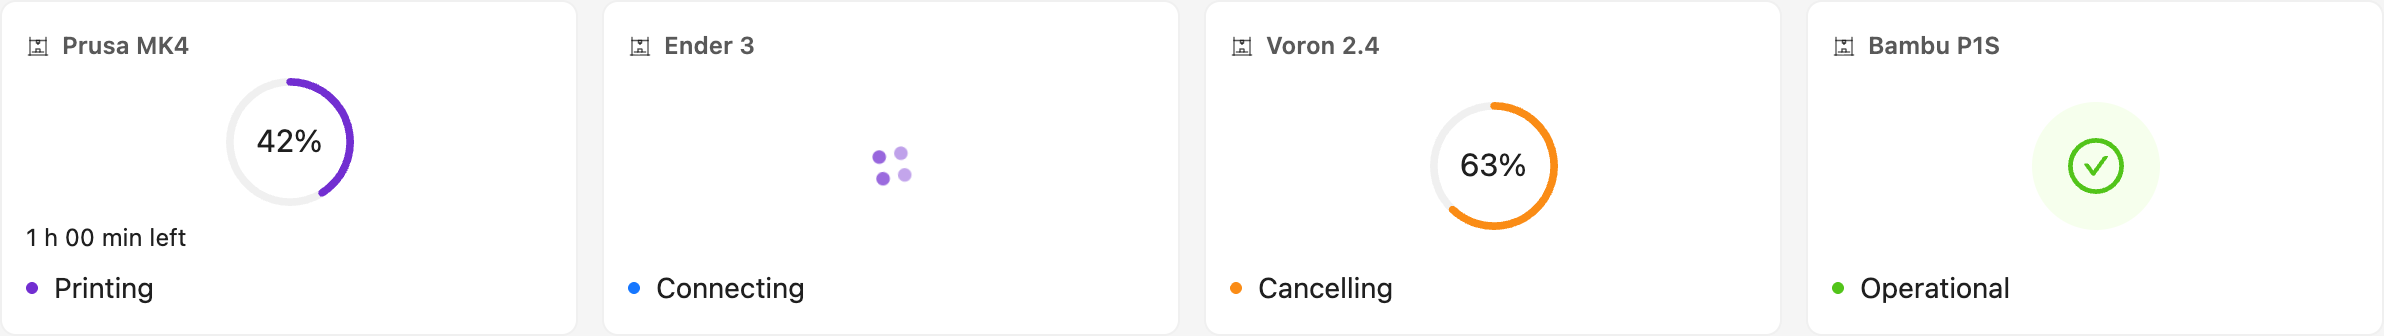 Prusa MK4
42%
1 h 00 min left
Printing
Ender 3
Connecting
Voron 2.4
63%
Cancelling
Bambu P1S
Operational